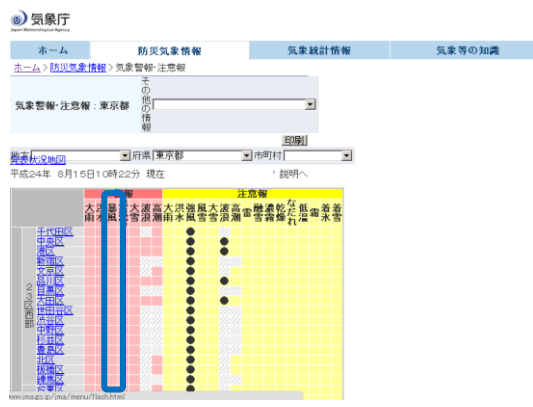 気象庁
Japan Meteorological Agency
ホーム
防災気象情報
気象統計情報
気象等の知識
ホーム > 防災気象情報 > 気象警報・注意報
気象警報・注意報 : 東京都
その他の情報
印刷
地方
府県 東京都
市町村
発表状況地図
平成24年 8月15日10時22分 現在
説明へ
警報
注意報
大雨
洪水
暴風
大雪
波浪
高潮
大雨
洪水
強風
風雪
大雪
波浪
高潮
雷
融雪
濃霧
乾燥
なだれ
低温
霜
着氷
着雪
23区西部
千代田区
中央区
港区
新宿区
文京区
品川区
目黒区
大田区
世田谷区
渋谷区
中野区
杉並区
豊島区
北区
板橋区
練馬区
台東区
www.jma.go.jp/jma/menu/flash.html